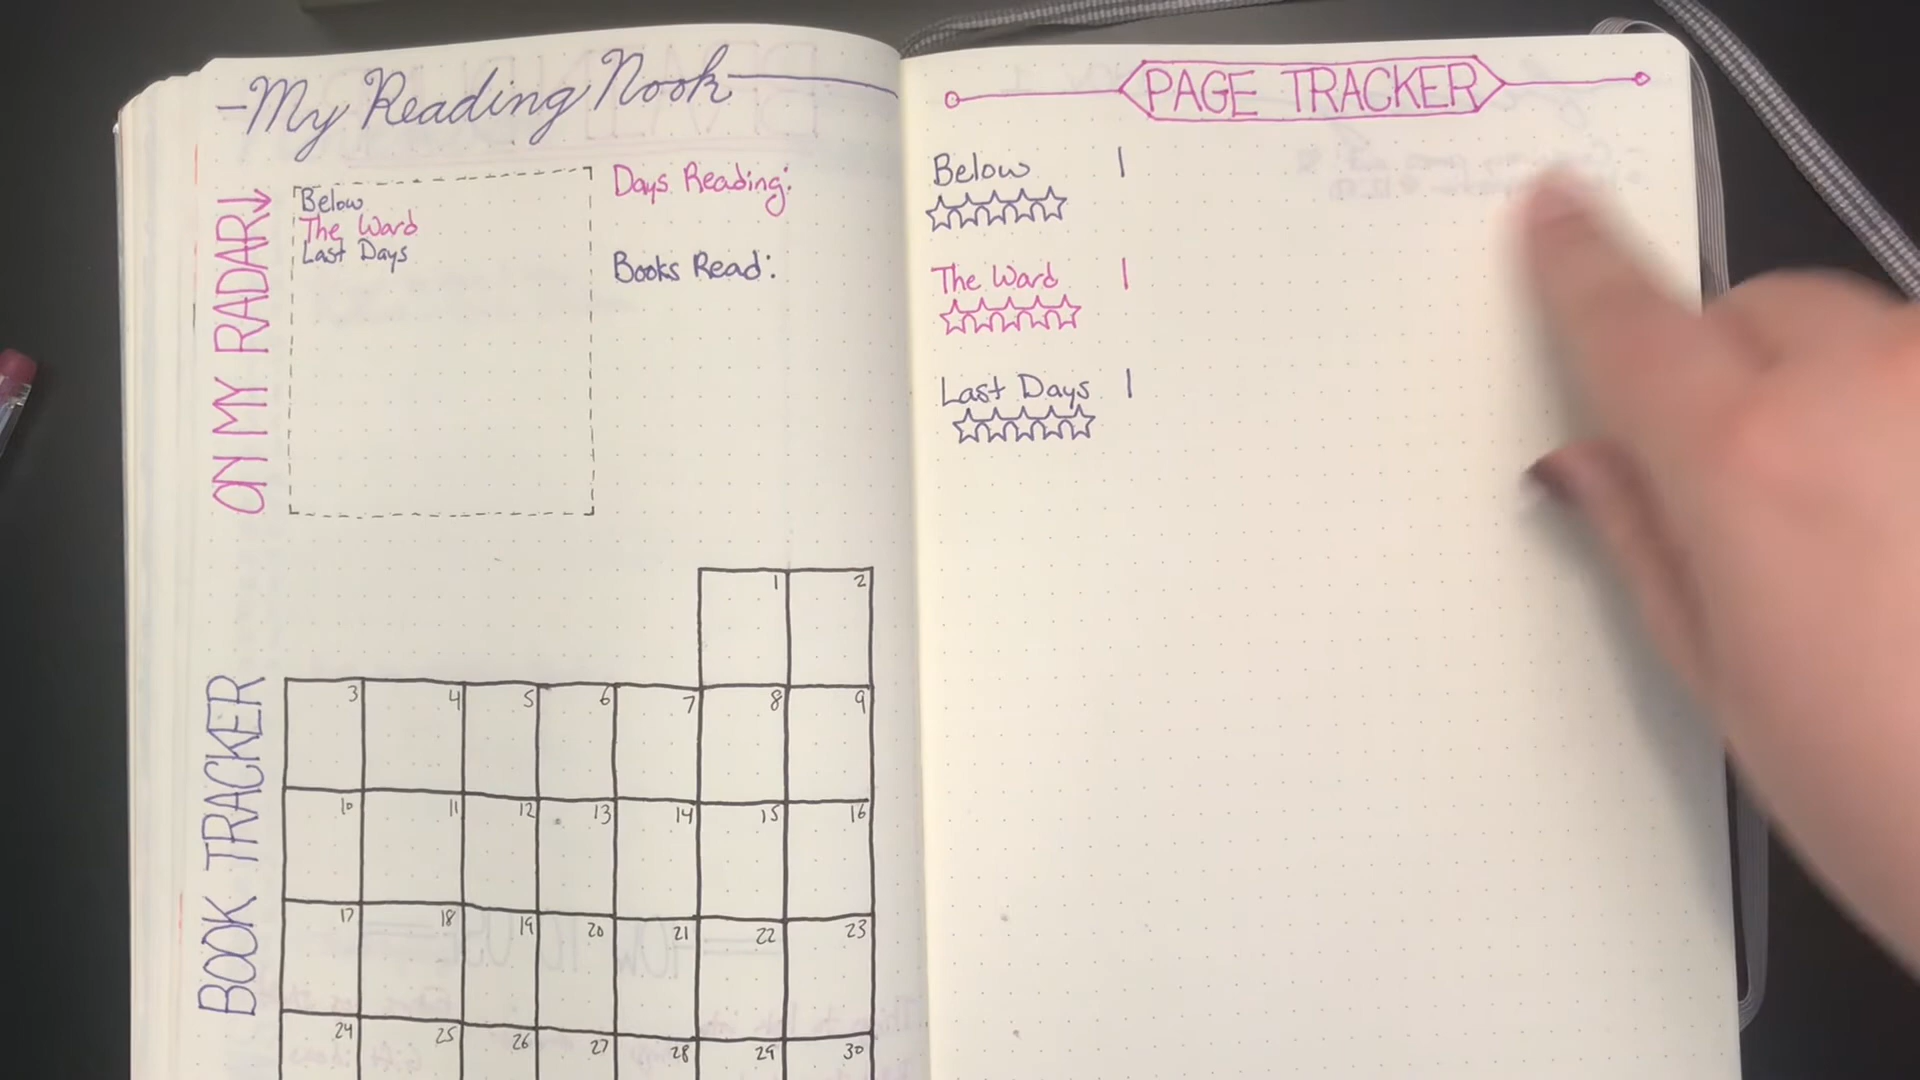 My Reading Nook
ON MY RADAR
Below
The Ward
Last Days
Days Reading:
Books Read:
BOOK TRACKER
1 2
3 4 5 6 7 8 9
10 11 12 13 14 15 16
17 18 19 20 21 22 23
24 25 26 27 28 29 30
PAGE TRACKER
Below 1
The Ward 1
Last Days 1